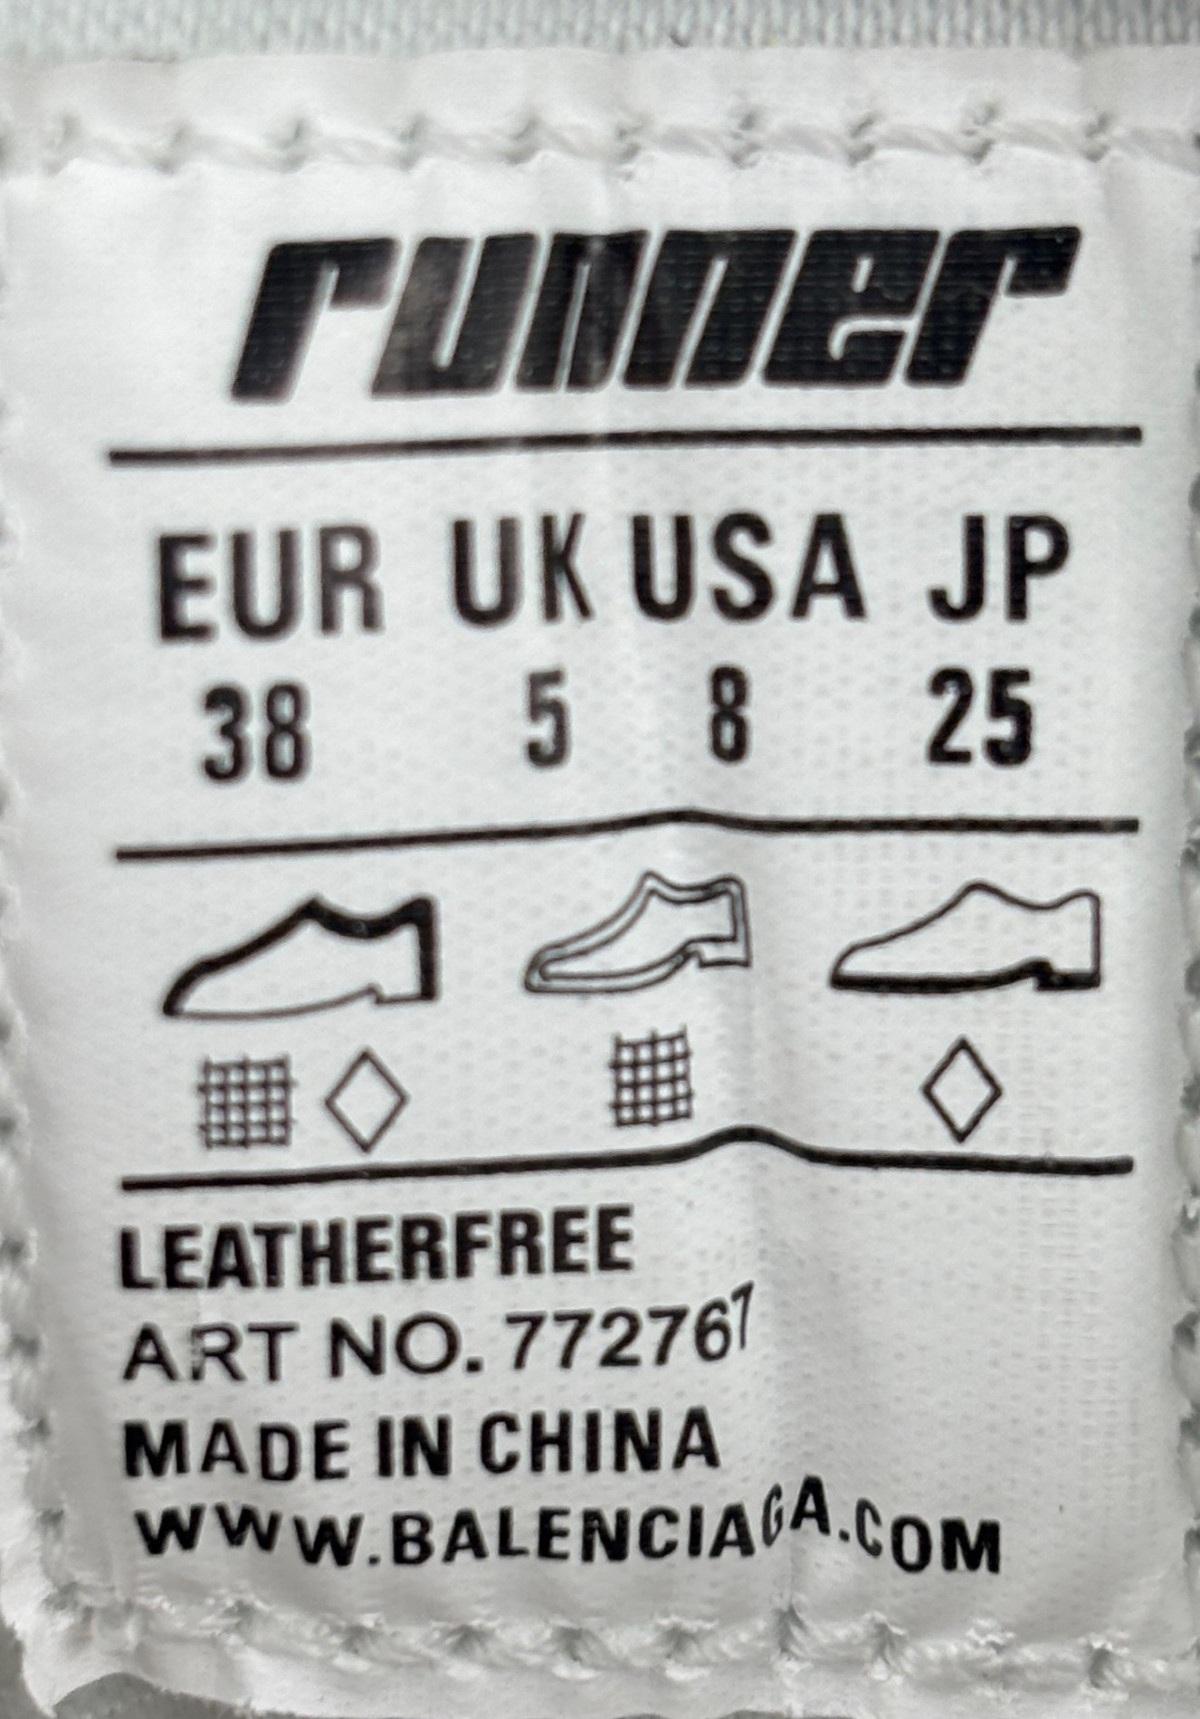 runner
EUR UK USA JP
38 5 8 25
LEATHERFREE
ART NO. 772767
MADE IN CHINA
WWW.BALENCIAGA.COM